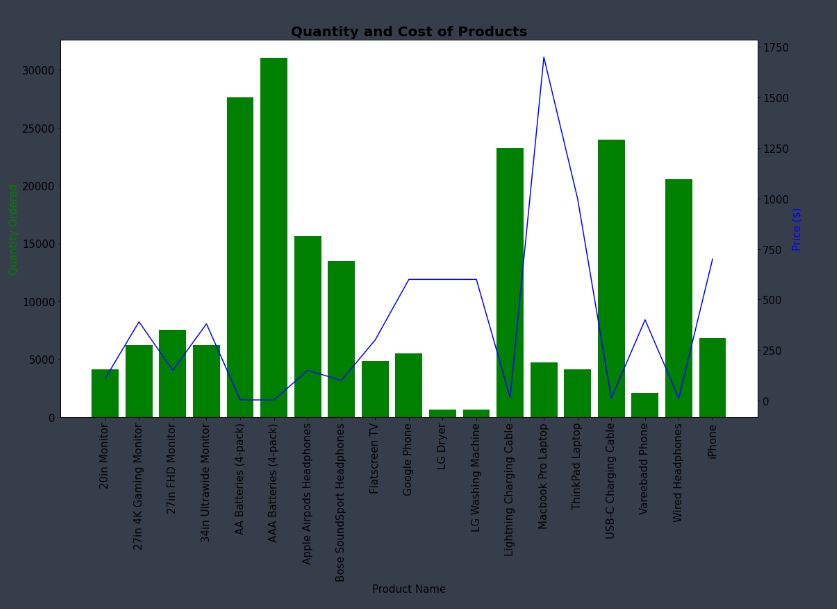 Quantity and Cost of Products
30000
25000
20000
15000
10000
5000
0
Quantity Ordered
1750
1500
1250
1000
750
500
250
0
Price ($)
20in Monitor
27in 4K Gaming Monitor
27in FHD Monitor
34in Ultrawide Monitor
AA Batteries (4-pack)
AAA Batteries (4-pack)
Apple Airpods Headphones
Bose SoundSport Headphones
Flatscreen TV
Google Phone
LG Dryer
LG Washing Machine
Lightning Charging Cable
Macbook Pro Laptop
ThinkPad Laptop
USB-C Charging Cable
Vareebadd Phone
Wired Headphones
iPhone
Product Name